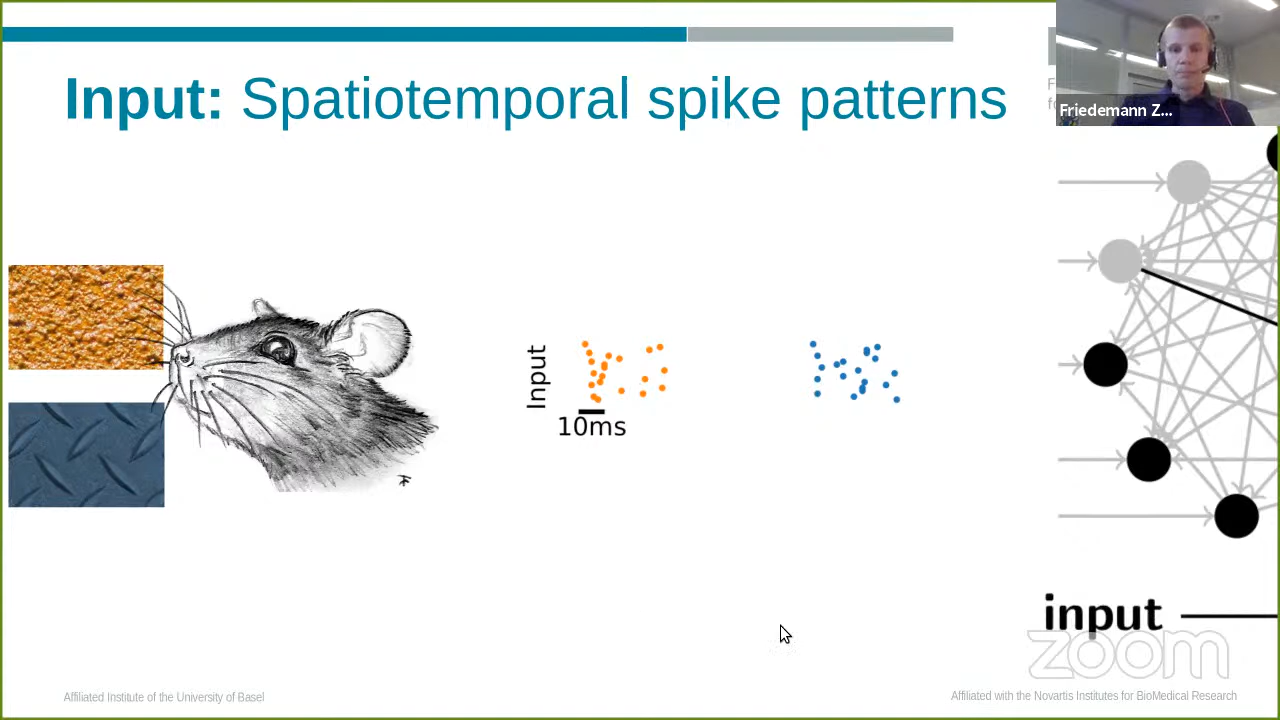 Input: Spatiotemporal spike patterns
F
f
Friedemann Z...
Input
10ms
input
zoom
Affiliated Institute of the University of Basel
Affiliated with the Novartis Institutes for BioMedical Research